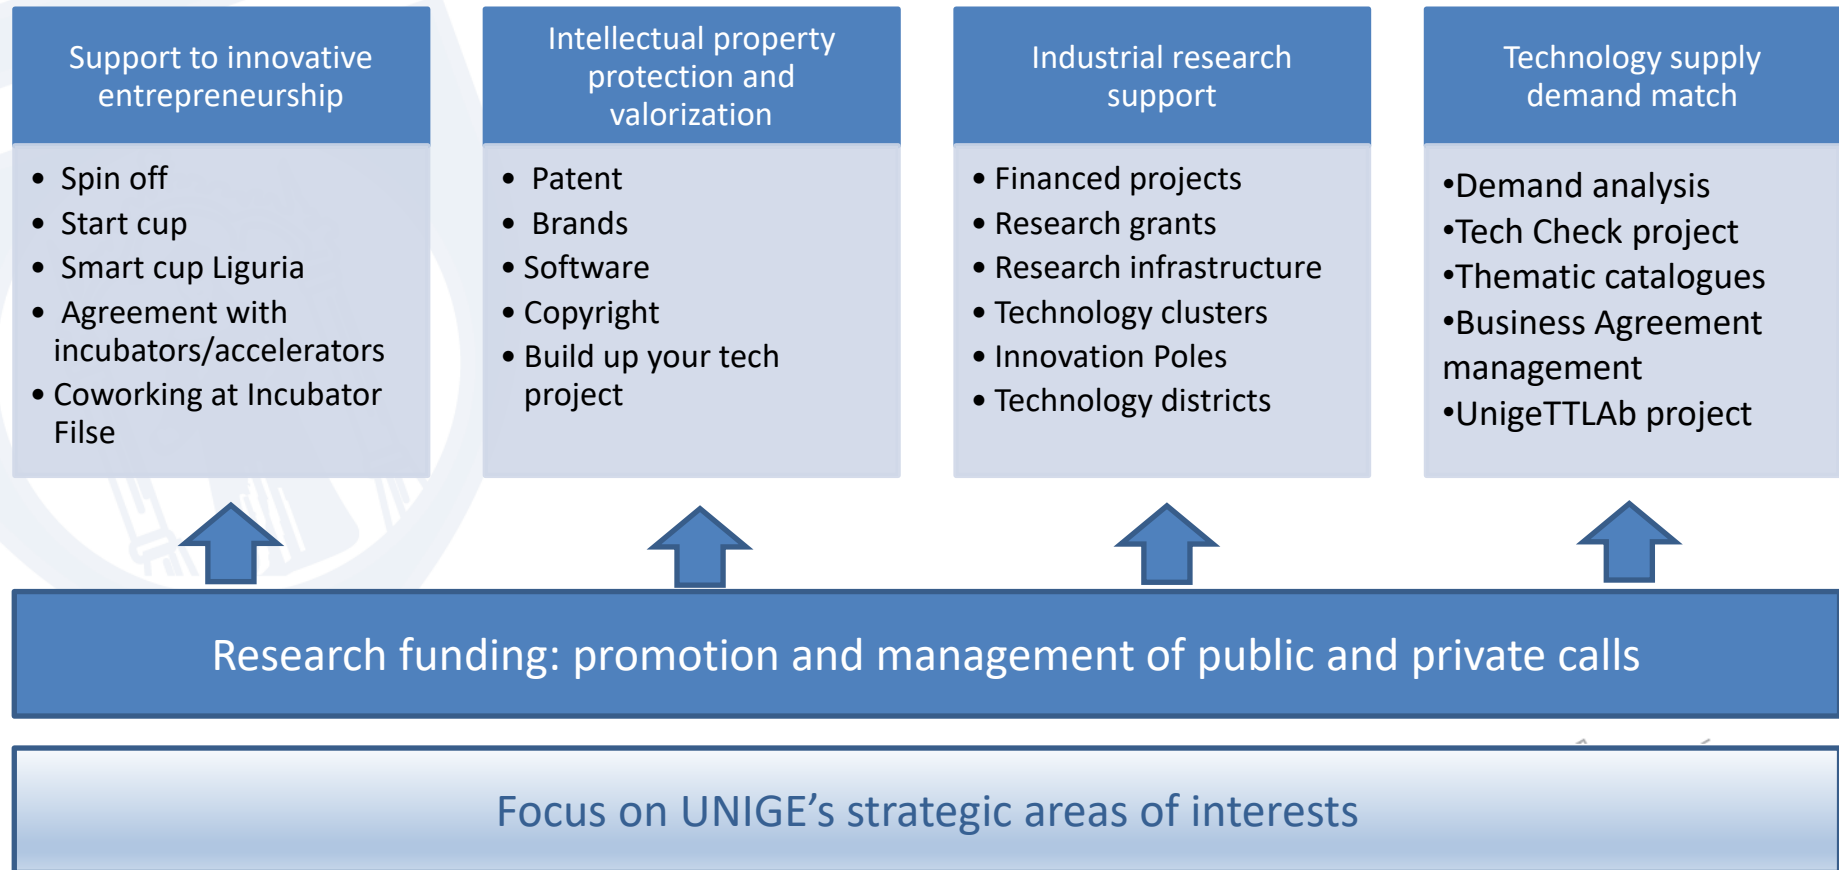 Support to innovative
entrepreneurship
• Spin off
• Start cup
• Smart cup Liguria
• Agreement with
incubators/accelerators
• Coworking at Incubator
Filse
Intellectual property
protection and
valorization
• Patent
• Brands
• Software
• Copyright
• Build up your tech
project
Industrial research
support
• Financed projects
• Research grants
• Research infrastructure
• Technology clusters
• Innovation Poles
• Technology districts
Technology supply
demand match
•Demand analysis
•Tech Check project
•Thematic catalogues
•Business Agreement
management
•UnigeTTLAb project
Research funding: promotion and management of public and private calls
Focus on UNIGE’s strategic areas of interests